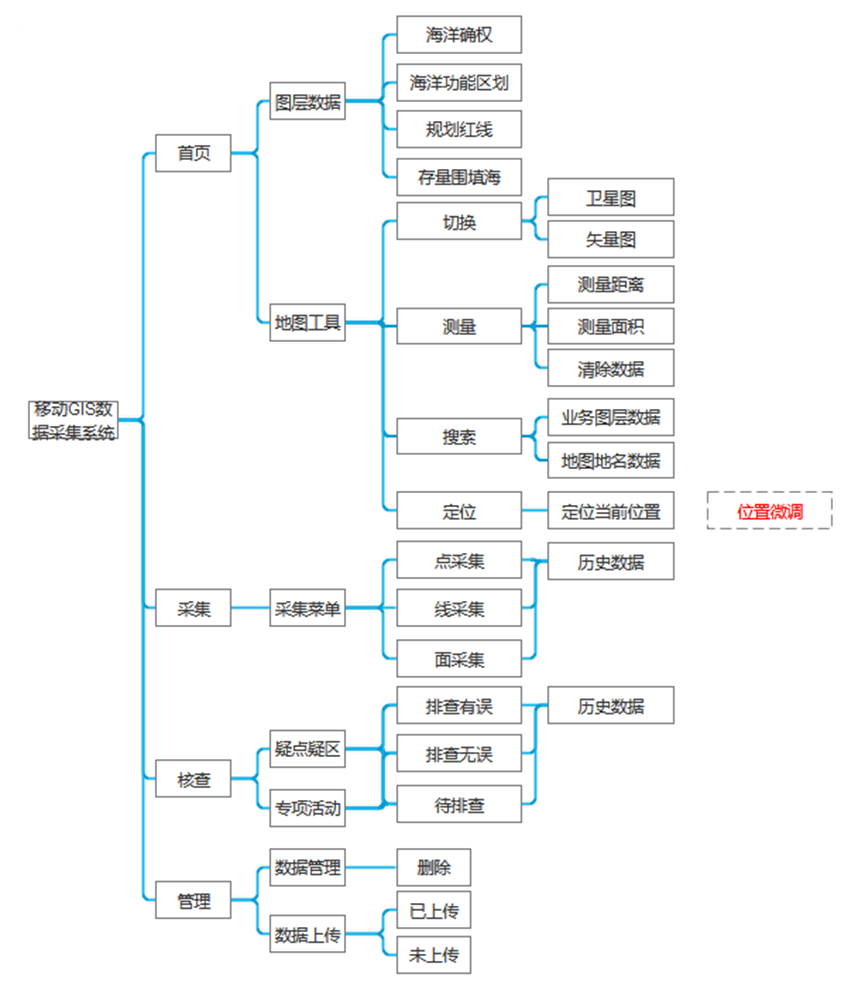 海洋确权
海洋功能区划
图层数据
规划红线
首页
存量围填海
卫星图
切换
矢量图
测量距离
地图工具
测量
测量面积
清除数据
移动GIS数
据采集系统
业务图层数据
搜索
地图地名数据
定位
定位当前位置
位置微调
点采集
历史数据
采集
采集菜单
线采集
面采集
排查有误
历史数据
疑点疑区
排查无误
核查
专项活动
待排查
数据管理
删除
管理
已上传
数据上传
未上传